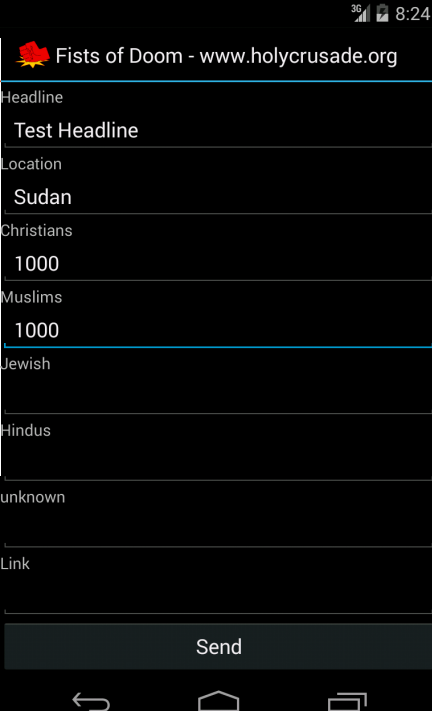 3G 8:24
Fists of Doom - www.holycrusade.org
Headline
Test Headline
Location
Sudan
Christians
1000
Muslims
1000
Jewish
Hindus
unknown
Link
Send